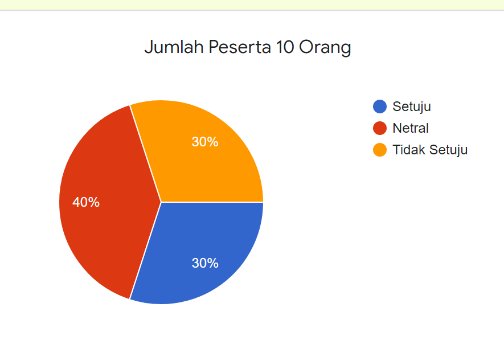 Jumlah Peserta 10 Orang
Setuju
Netral
Tidak Setuju
30%
40%
30%